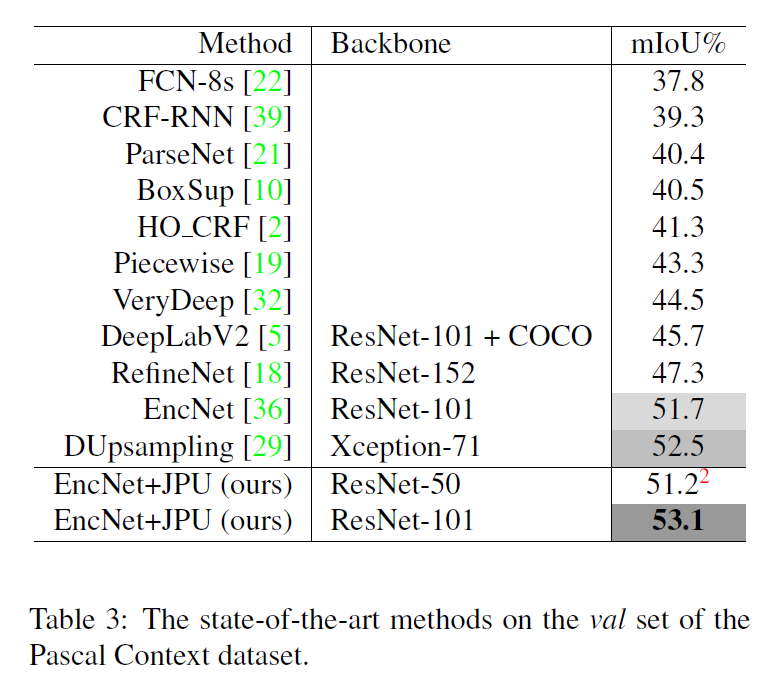 Method Backbone mIoU%
FCN-8s [22] 37.8
CRF-RNN [39] 39.3
ParseNet [21] 40.4
BoxSup [10] 40.5
HO_CRF [2] 41.3
Piecewise [19] 43.3
VeryDeep [32] 44.5
DeepLabV2 [5] ResNet-101 + COCO 45.7
RefineNet [18] ResNet-152 47.3
EncNet [36] ResNet-101 51.7
DUpsampling [29] Xception-71 52.5
EncNet+JPU (ours) ResNet-50 51.2²
EncNet+JPU (ours) ResNet-101 53.1
Table 3: The state-of-the-art methods on the val set of the
Pascal Context dataset.